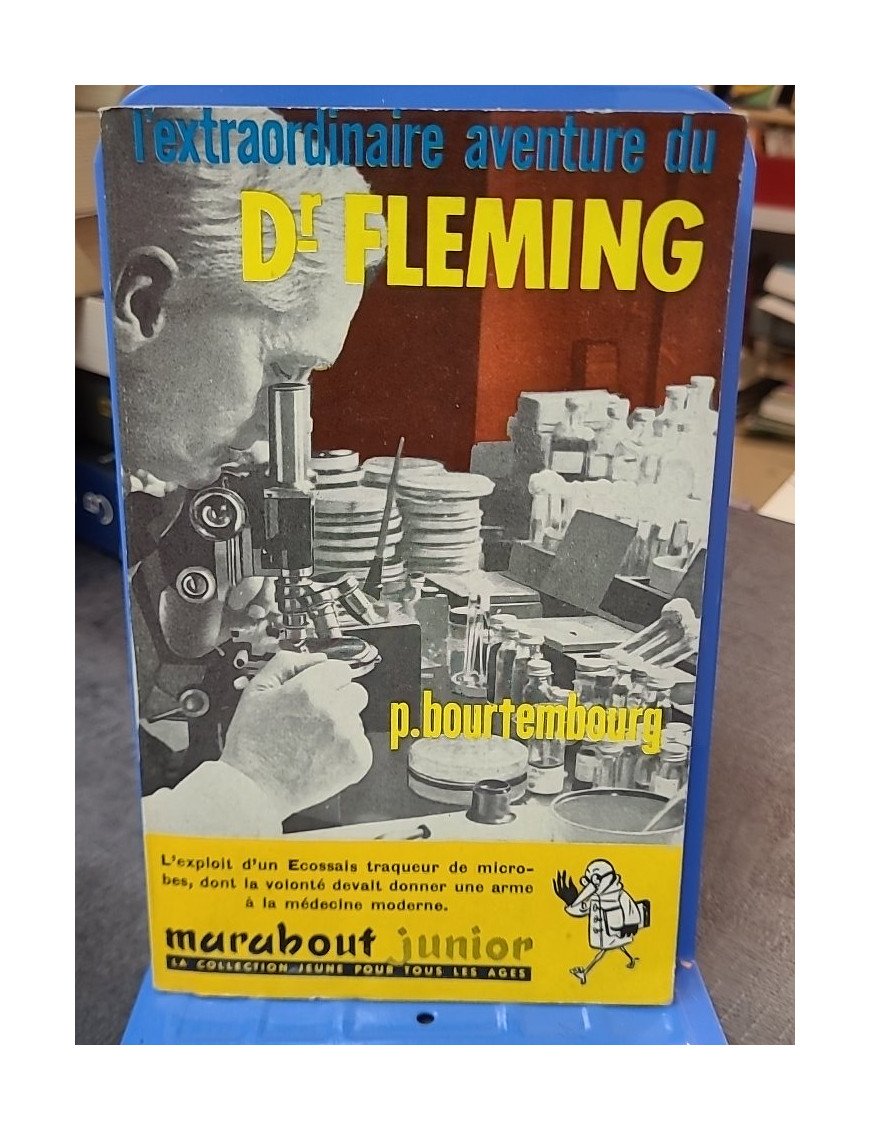 l'extraordinaire aventure du
Dr FLEMING
p.bourtembourg
L'exploit d'un Ecossais traqueur de micro-
bes, dont la volonté devait donner une arme
à la médecine moderne.
marabout junior
LA COLLECTION JEUNE POUR TOUS LES AGES